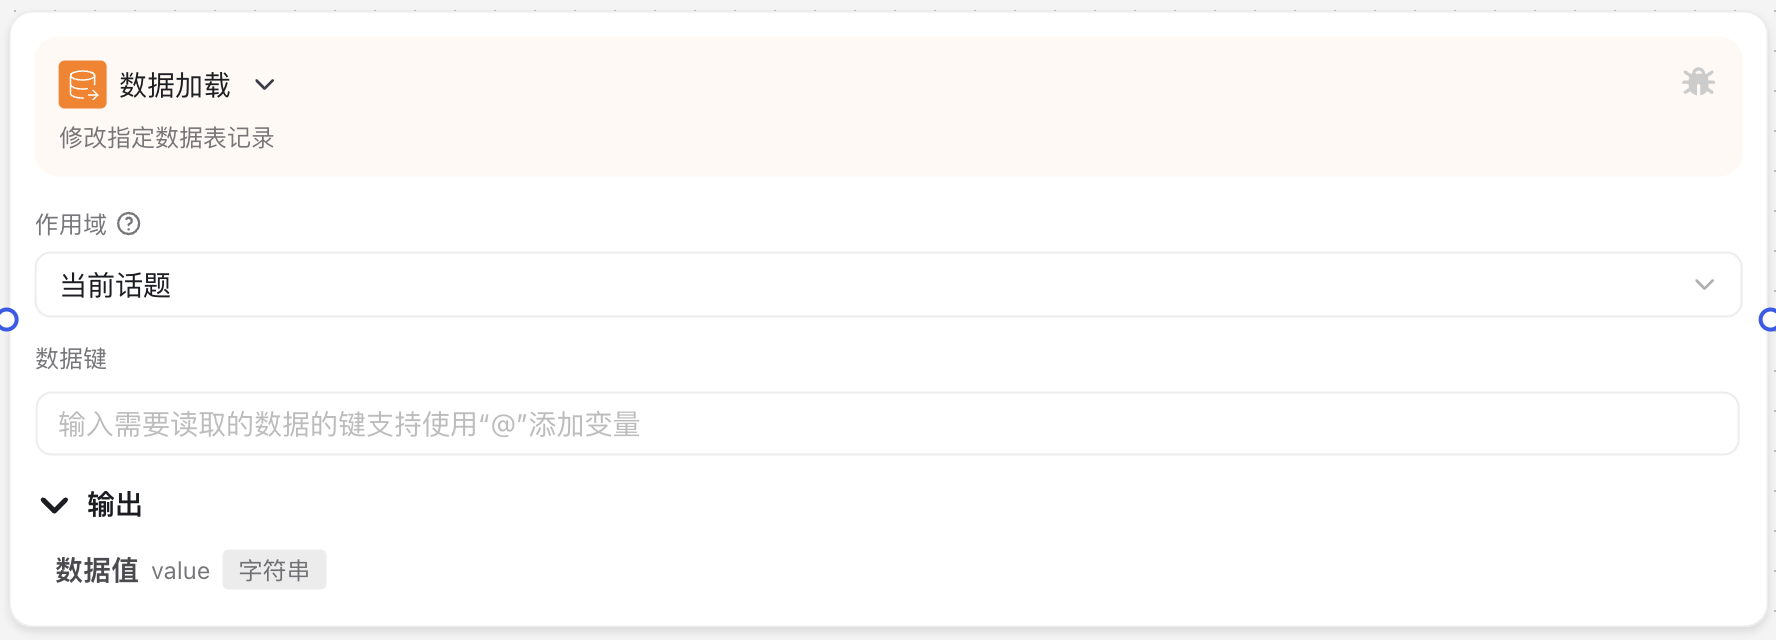 数据加载
修改指定数据表记录
作用域
当前话题
数据键
输入需要读取的数据的键支持使用“@”添加变量
输出
数据值 value 字符串